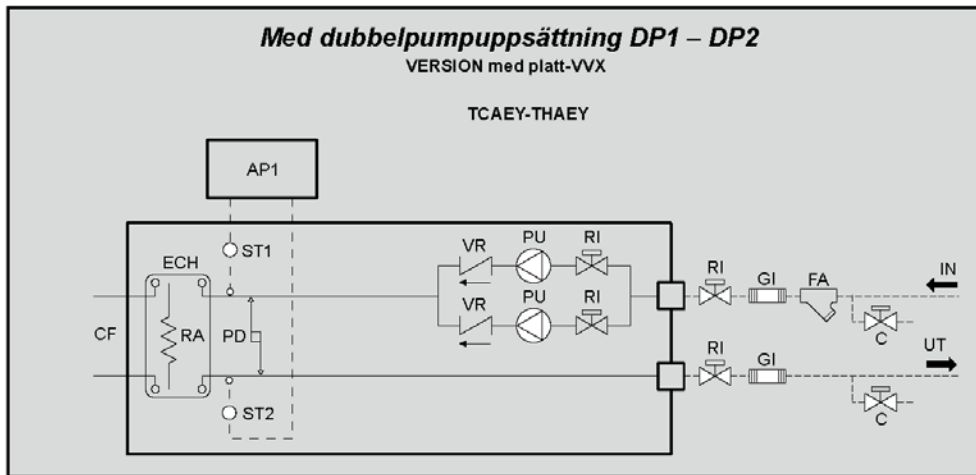 Med dubbelpumpuppsättning DP1 – DP2
VERSION med platt-VVX
TCAEY-THAEY
AP1
ST1
ECH
VR
PU
RI
RI
GI
FA
IN
VR
PU
RI
C
CF
RA
PD
RI
GI
UT
ST2
C